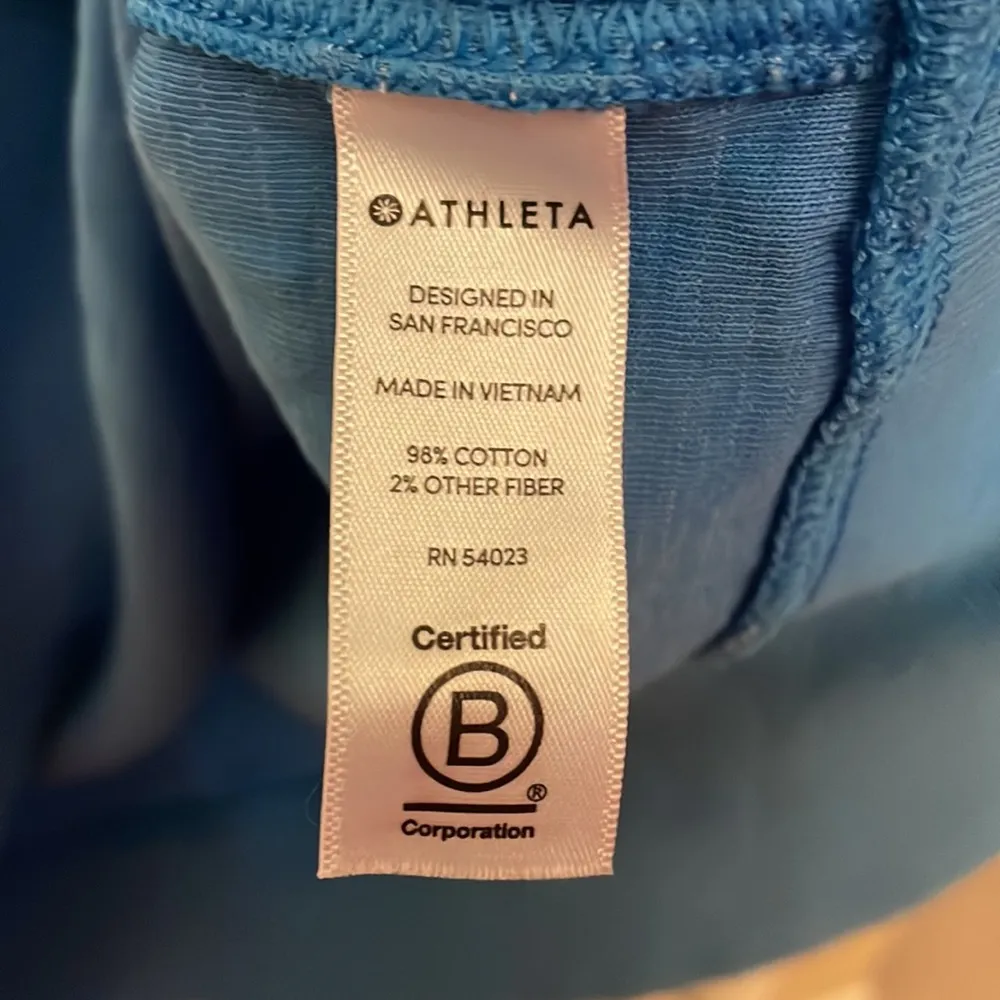 ATHLETA
DESIGNED IN
SAN FRANCISCO
MADE IN VIETNAM
98% COTTON
2% OTHER FIBER
RN 54023
Certified
B
®
Corporation